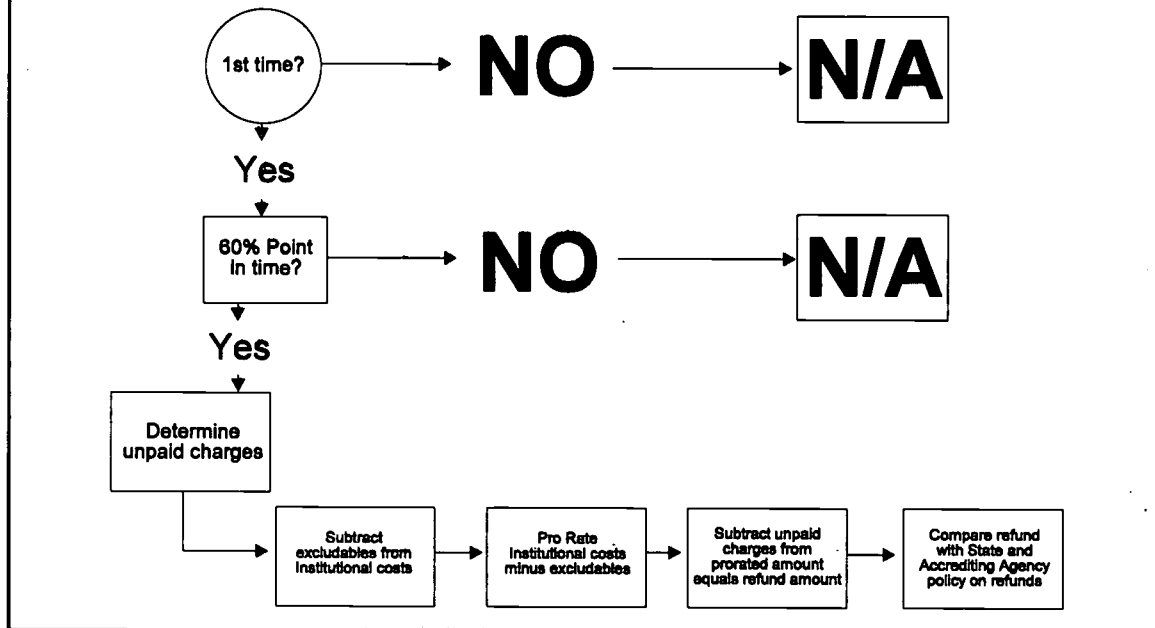 1st time?
NO
N/A
Yes
60% Point
in time?
NO
N/A
Yes
Determine
unpaid charges
Subtract
excludables from
Institutional costs
Pro Rate
Institutional costs
minus excludables
Subtract unpaid
charges from
prorated amount
equals refund amount
Compare refund
with State and
Accrediting Agency
policy on refunds